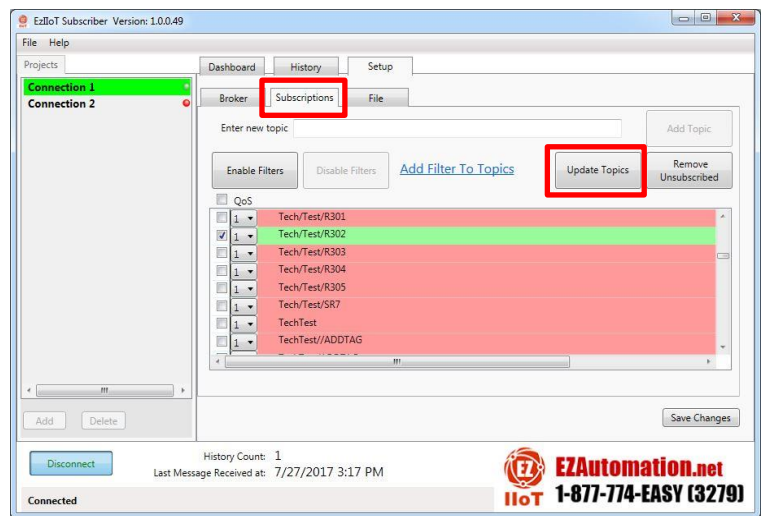 EzIIoT Subscriber Version: 1.0.0.49
File Help
Projects
Connection 1
Connection 2
Dashboard History Setup
Broker Subscriptions File
Enter new topic Add Topic
Enable Filters Disable Filters Add Filter To Topics Update Topics Remove Unsubscribed
QoS
1 Tech/Test/R301
1 Tech/Test/R302
1 Tech/Test/R303
1 Tech/Test/R304
1 Tech/Test/R305
1 Tech/Test/SR7
1 TechTest
1 TechTest//ADDTAG
Add Delete
Save Changes
Disconnect
History Count: 1
Last Message Received at: 7/27/2017 3:17 PM
Connected
EZ IIoT
EZAutomation.net
1-877-774-EASY (3279)